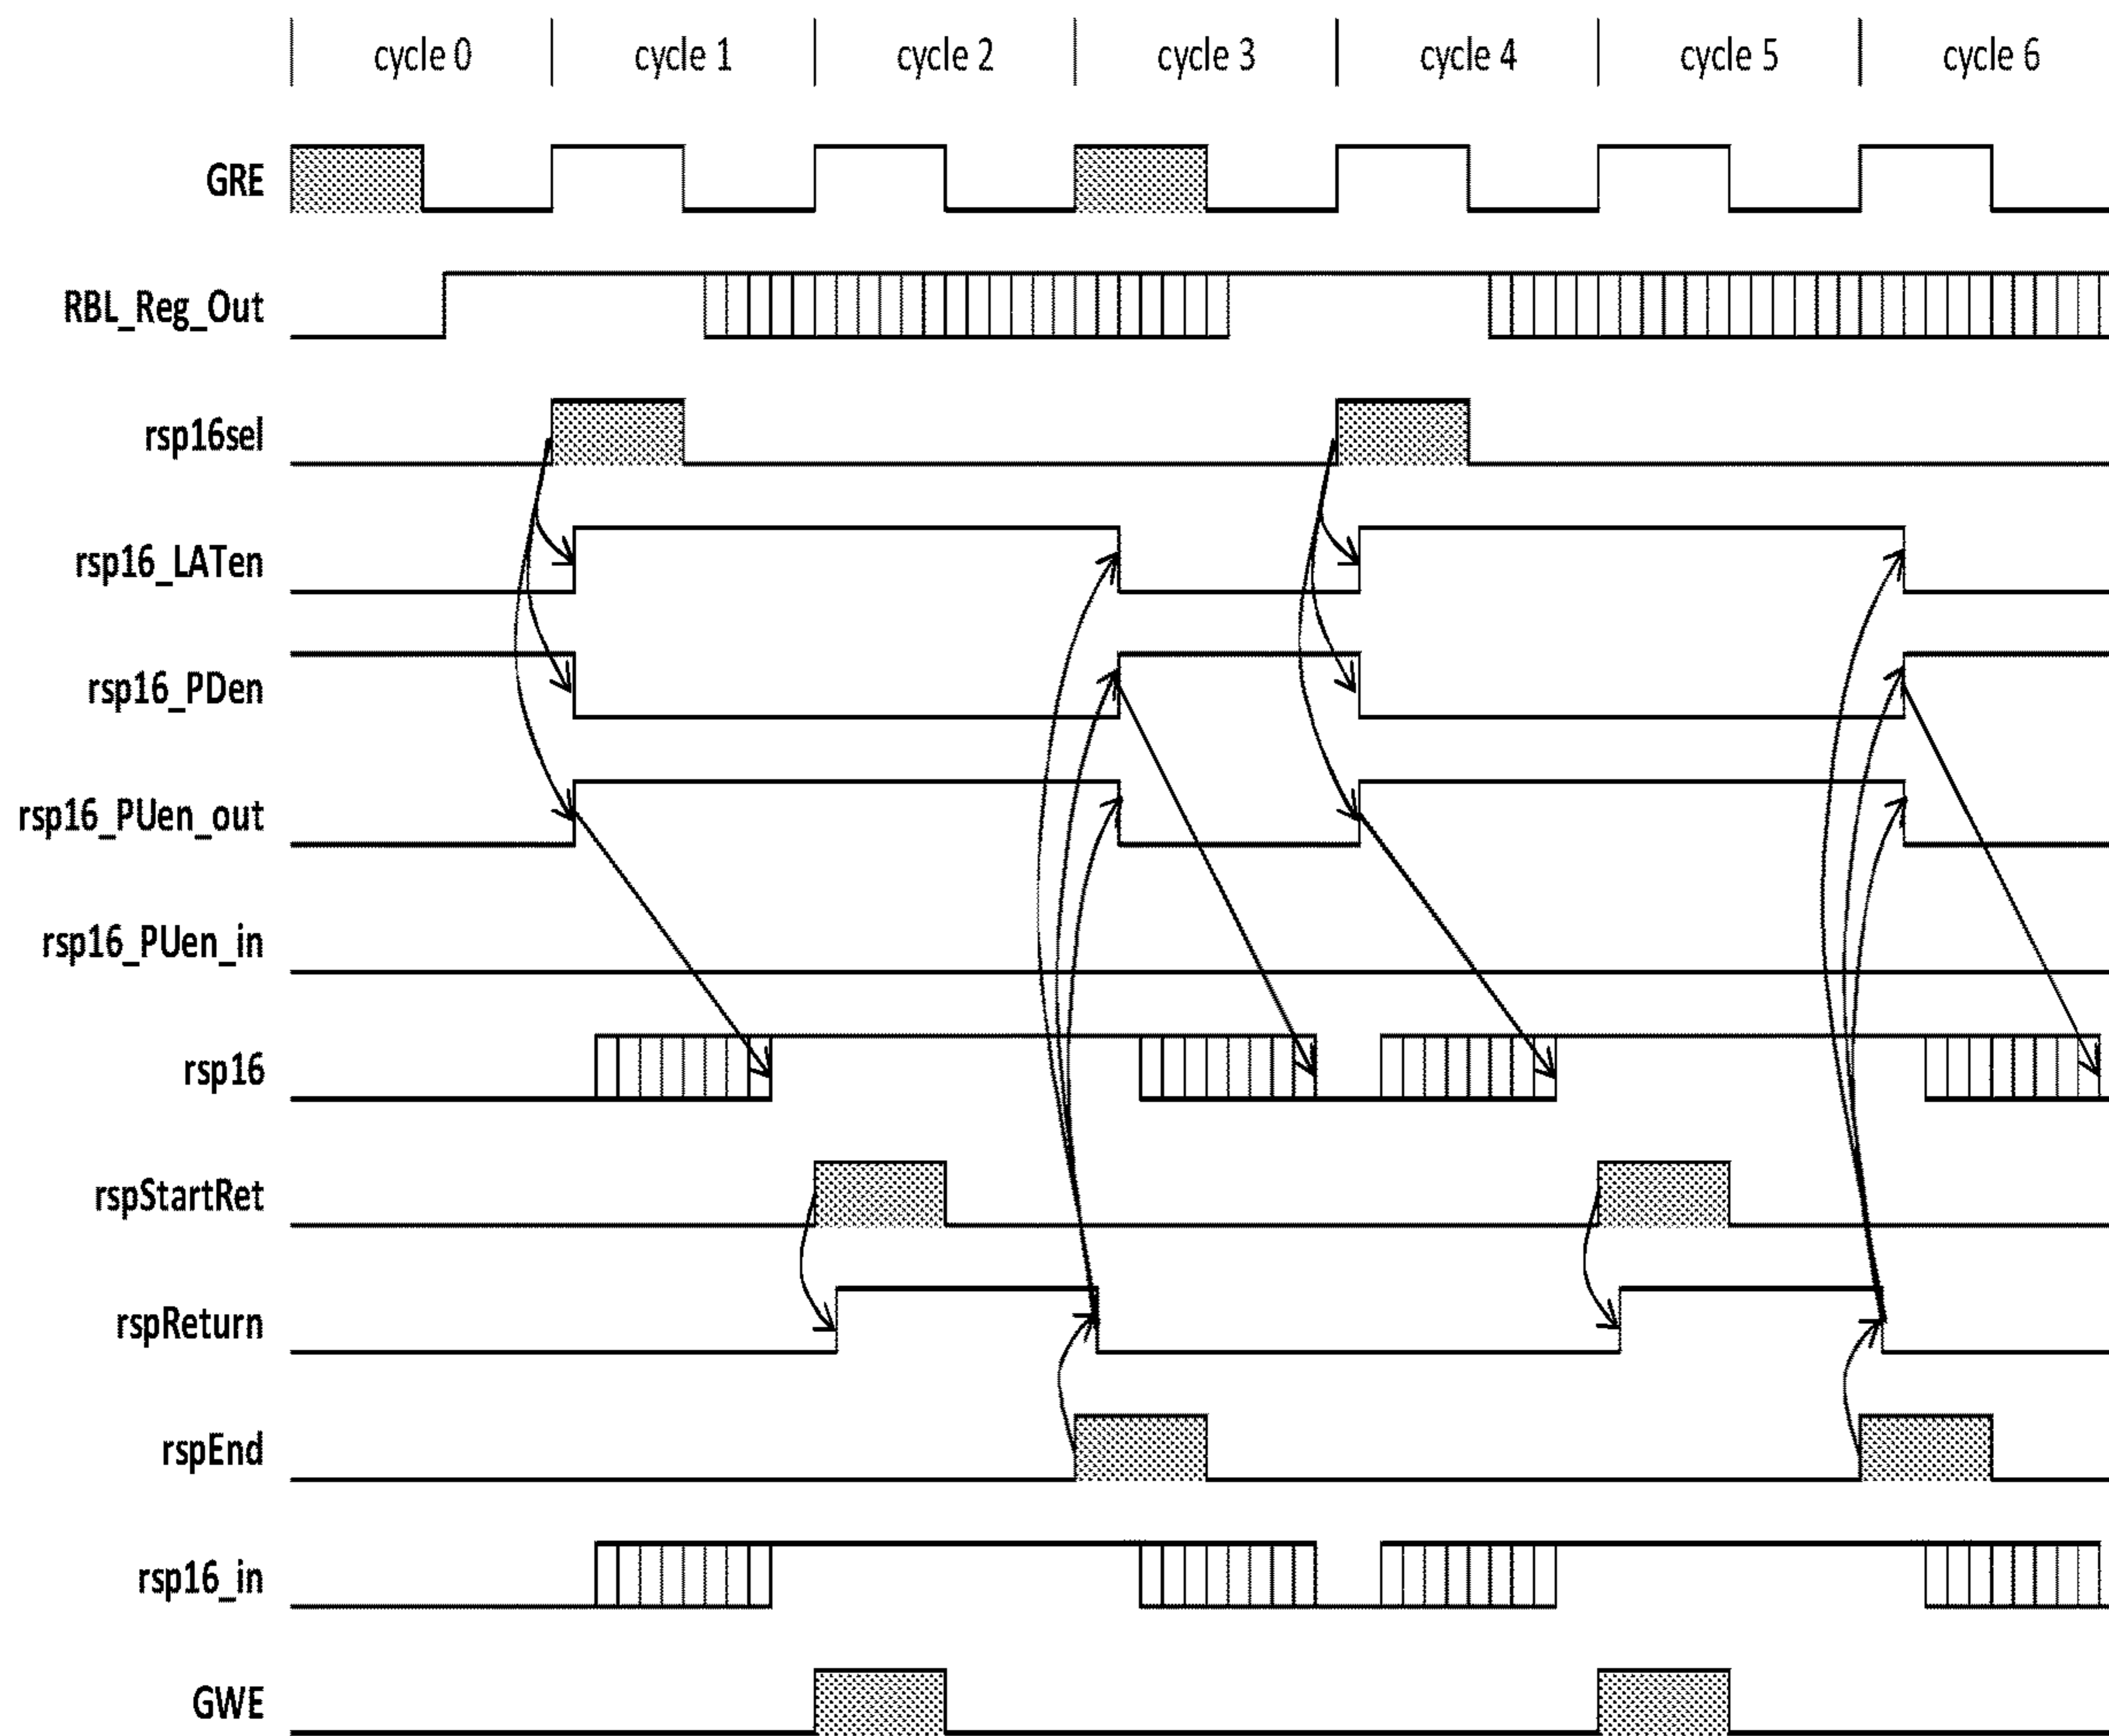 cycle 0 cycle 1 cycle 2 cycle 3 cycle 4 cycle 5 cycle 6
GRE
RBL_Reg_Out
rsp16sel
rsp16_LATen
rsp16_PDen
rsp16_PUen_out
rsp16_PUen_in
rsp16
rspStartRet
rspReturn
rspEnd
rsp16_in
GWE